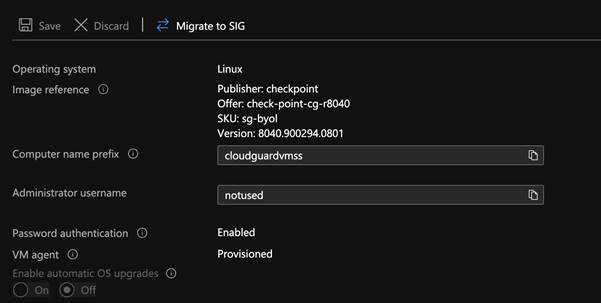 Save Discard Migrate to SIG
Operating system Linux
Image reference Publisher: checkpoint
Offer: check-point-cg-r8040
SKU: sg-byol
Version: 8040.900294.0801
Computer name prefix cloudguardvmss
Administrator username notused
Password authentication Enabled
VM agent Provisioned
Enable automatic OS upgrades
On Off